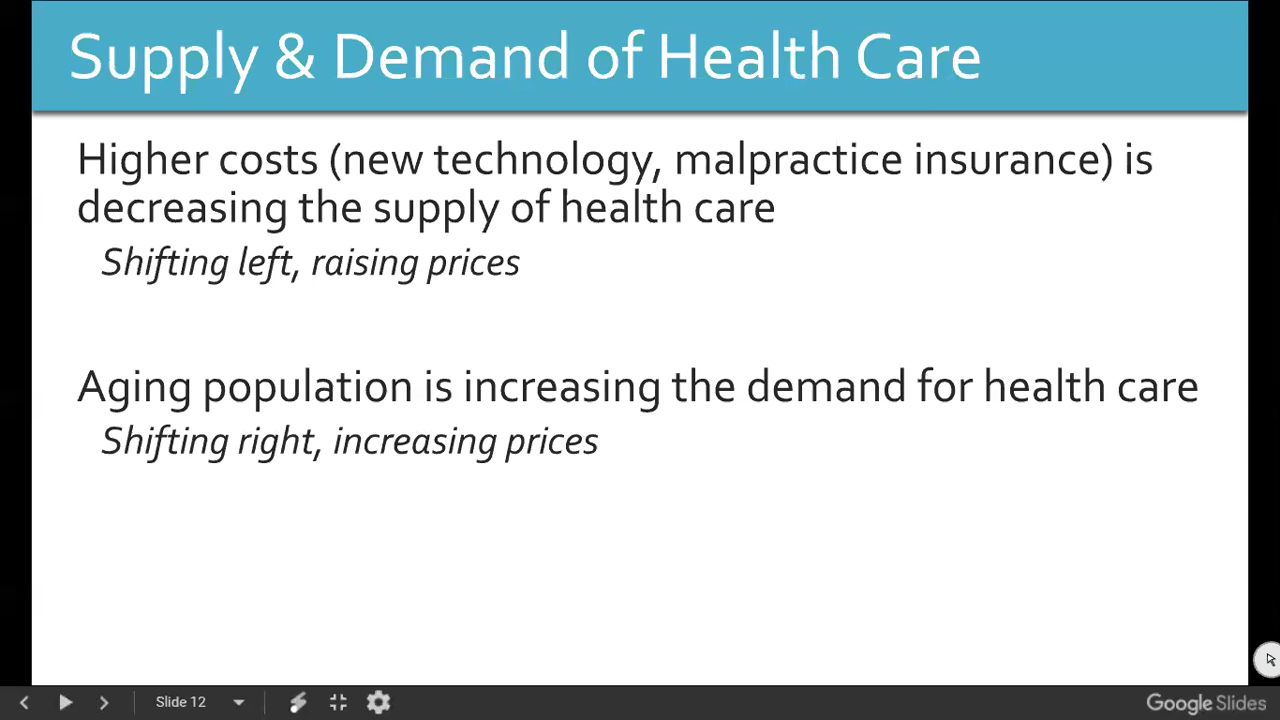 Supply & Demand of Health Care
Higher costs (new technology, malpractice insurance) is
decreasing the supply of health care
Shifting left, raising prices
Aging population is increasing the demand for health care
Shifting right, increasing prices
Slide 12
Google Slides